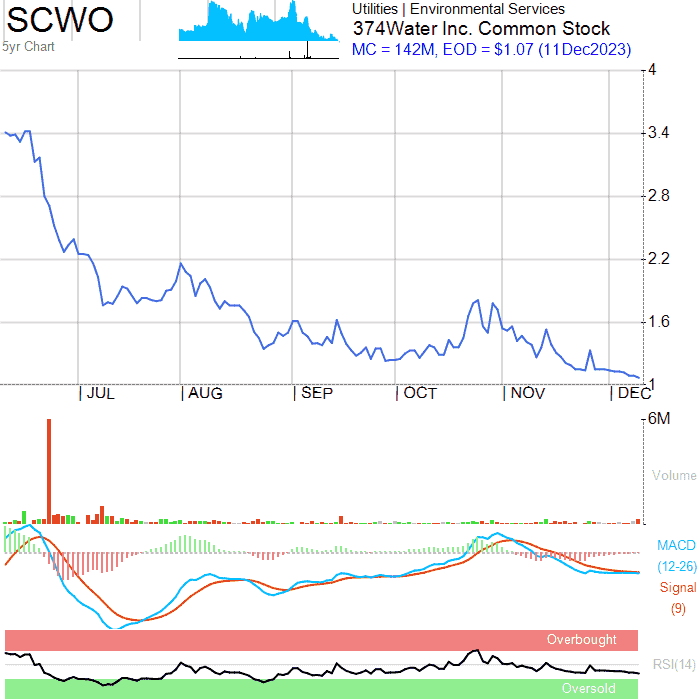 SCWO
5yr Chart
Utilities | Environmental Services
374Water Inc. Common Stock
MC = 142M, EOD = $1.07 (11Dec2023)
4
3.4
2.8
2.2
1.6
1
JUL AUG SEP OCT NOV DEC
6M
Volume
MACD
(12-26)
Signal
(9)
Overbought
RSI(14)
Oversold